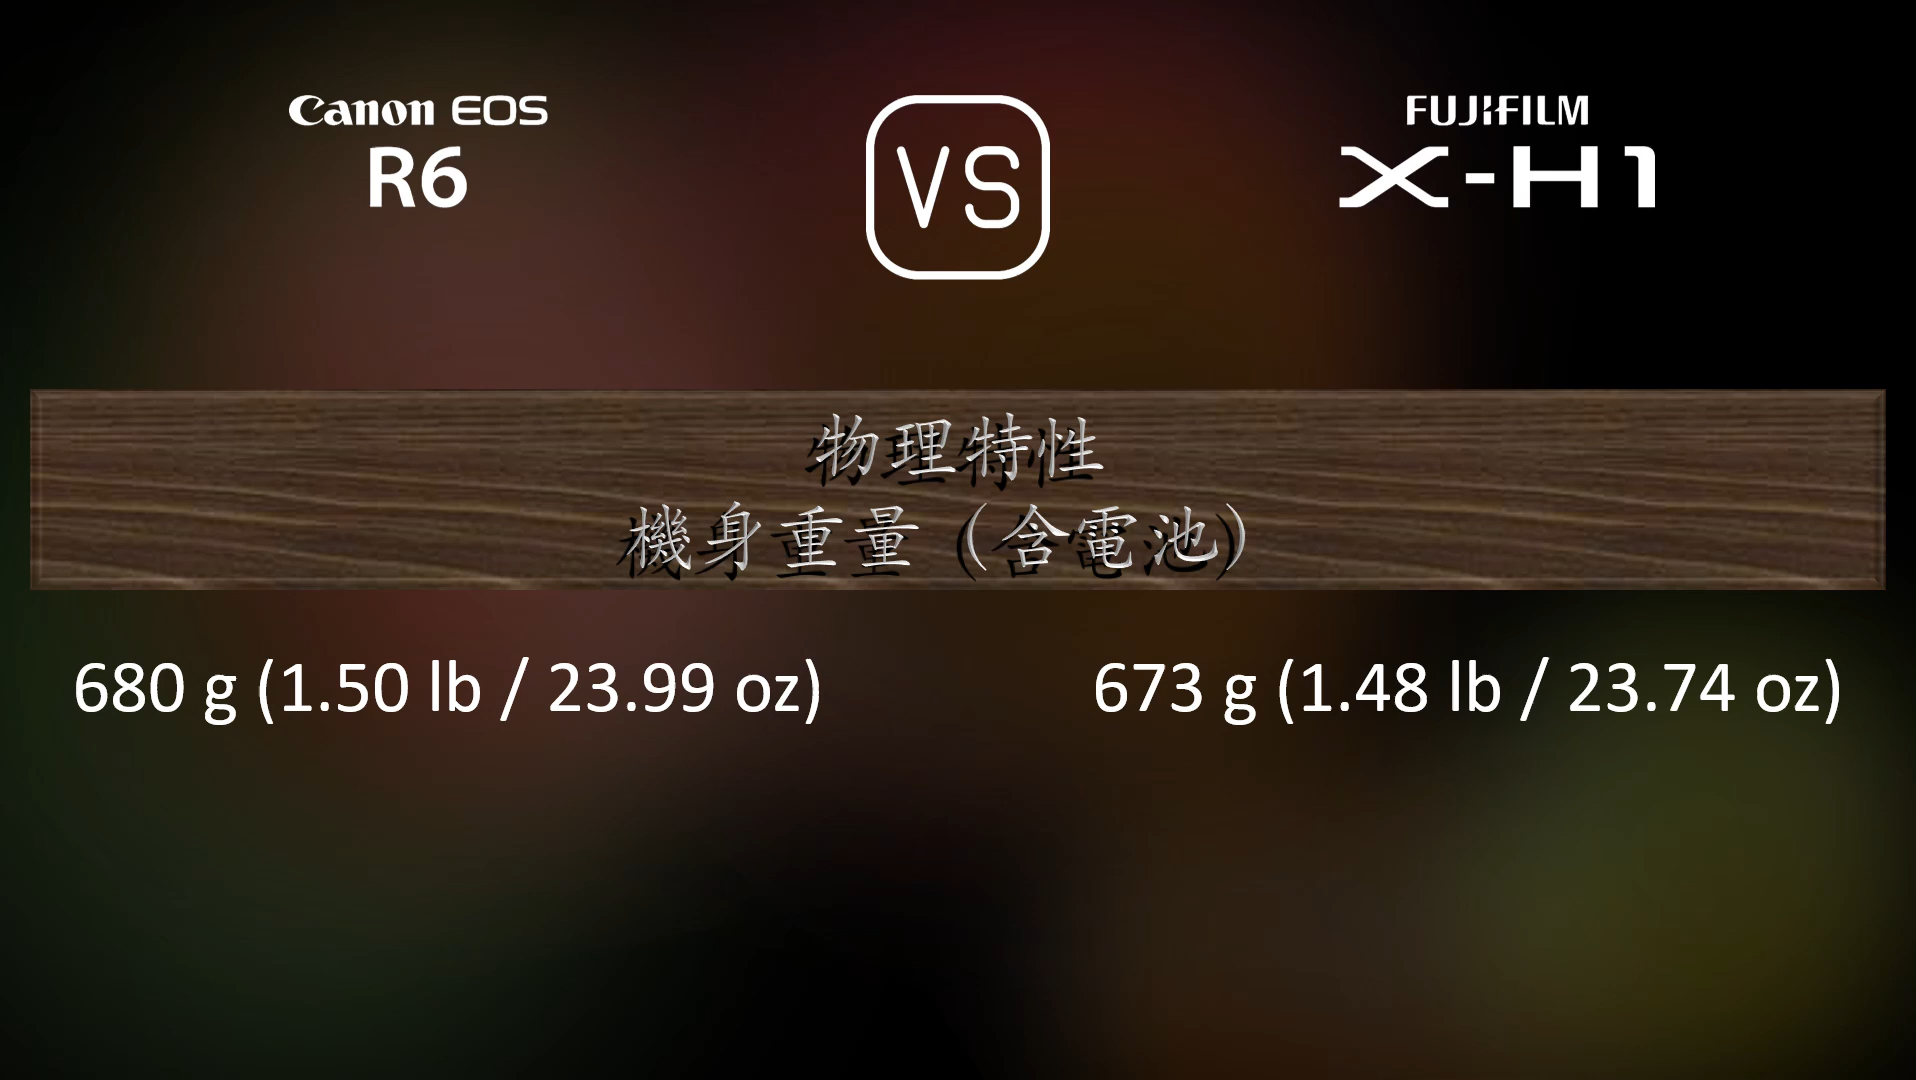 Canon EOS
R6
VS
FUJIFILM
X-H1
物理特性
機身重量（含電池）
680 g (1.50 lb / 23.99 oz)
673 g (1.48 lb / 23.74 oz)